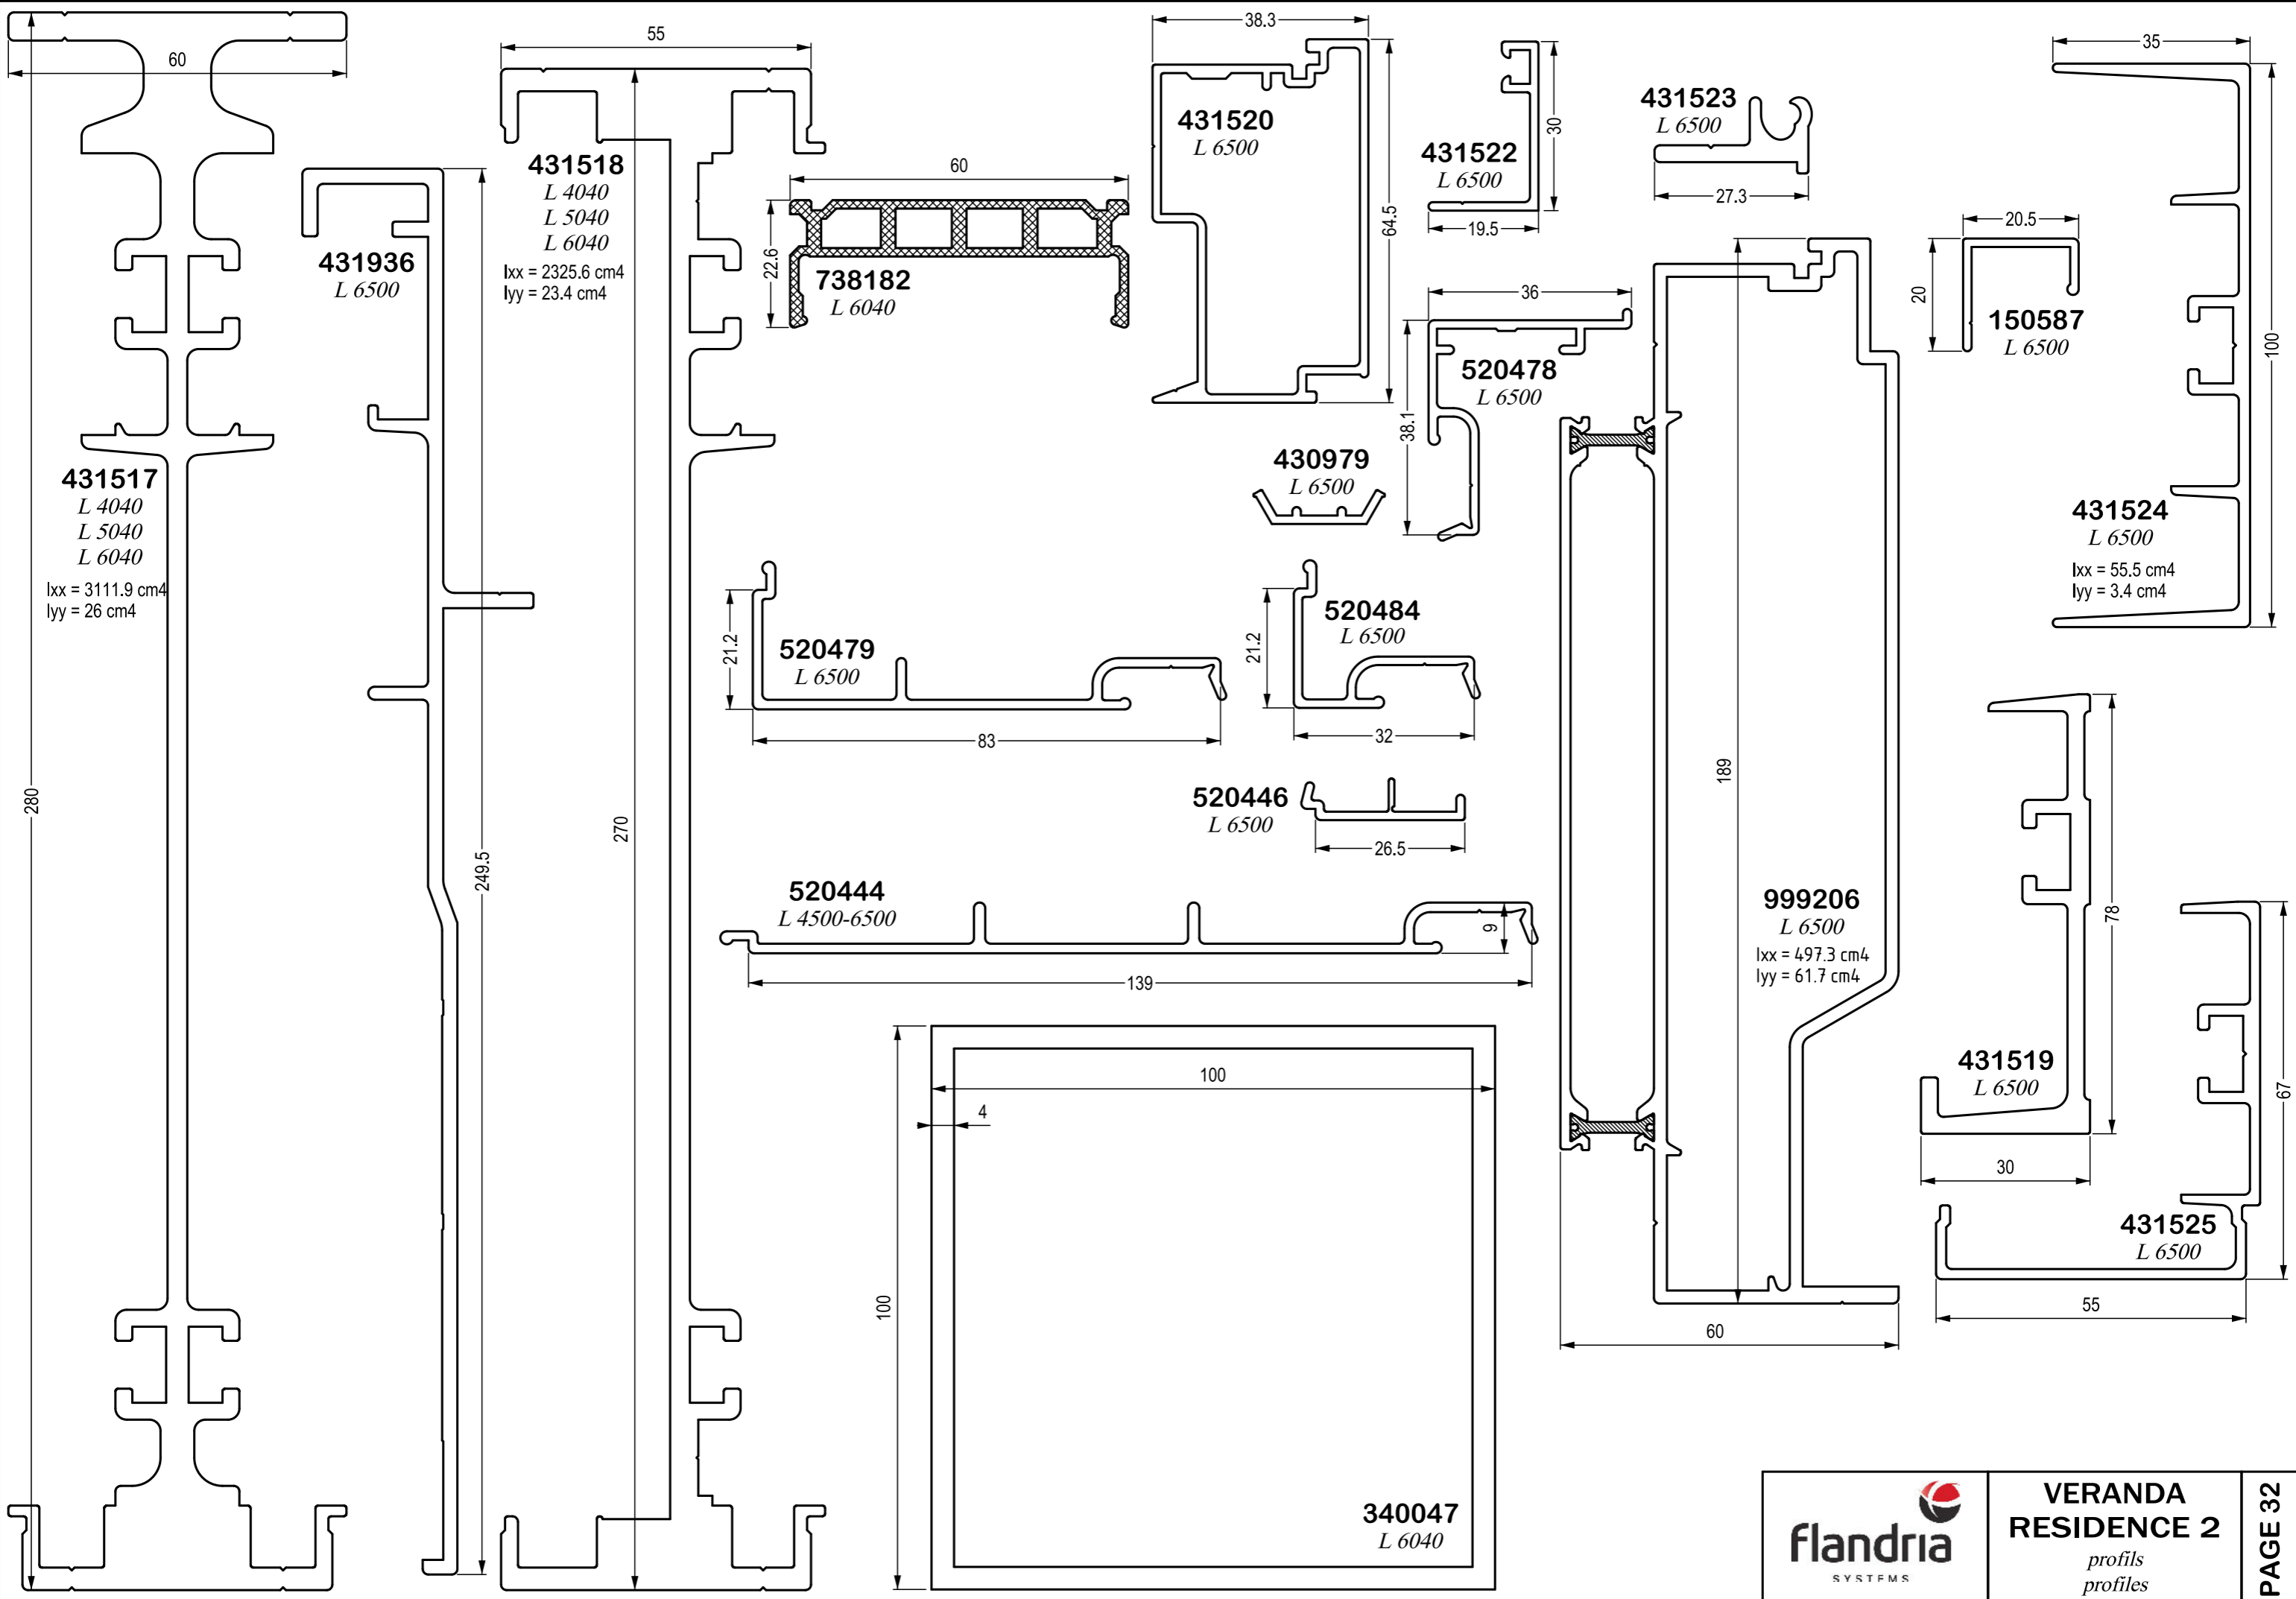 60
280
431517
L 4040
L 5040
L 6040
Ixx = 3111.9 cm4
Iyy = 26 cm4
431936
L 6500
249.5
55
431518
L 4040
L 5040
L 6040
Ixx = 2325.6 cm4
Iyy = 23.4 cm4
270
60
22.6
738182
L 6040
38.3
431520
L 6500
64.5
431522
L 6500
30
19.5
431523
L 6500
27.3
36
520478
L 6500
38.1
430979
L 6500
21.2
520479
L 6500
83
21.2
520484
L 6500
32
520446
L 6500
26.5
520444
L 4500-6500
9
139
100
4
100
340047
L 6040
189
999206
L 6500
Ixx = 497.3 cm4
Iyy = 61.7 cm4
60
20.5
20
150587
L 6500
35
100
431524
L 6500
Ixx = 55.5 cm4
Iyy = 3.4 cm4
78
431519
L 6500
30
67
431525
L 6500
55
flandria
SYSTEMS
VERANDA
RESIDENCE 2
profils
profiles
PAGE 32